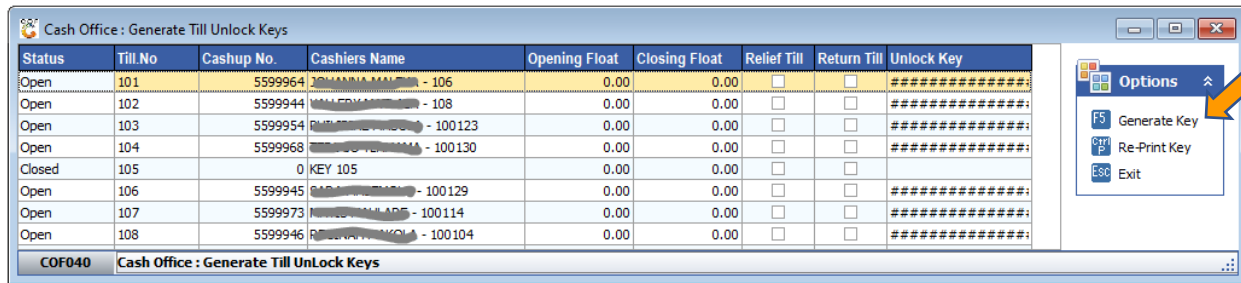 Cash Office : Generate Till Unlock Keys
Status Till.No Cashup No. Cashiers Name Opening Float Closing Float Relief Till Return Till Unlock Key
Open 101 5599964 - 106 0.00 0.00 ##############
Open 102 5599944 - 108 0.00 0.00 ##############
Open 103 5599954 - 100123 0.00 0.00 ##############
Open 104 5599968 - 100130 0.00 0.00 ##############
Closed 105 0 KEY 105 0.00 0.00
Open 106 5599945 - 100129 0.00 0.00 ##############
Open 107 5599973 - 100114 0.00 0.00 ##############
Open 108 5599946 - 100104 0.00 0.00 ##############
Options
F5 Generate Key
Ctrl P Re-Print Key
Esc Exit
COF040 Cash Office : Generate Till UnLock Keys